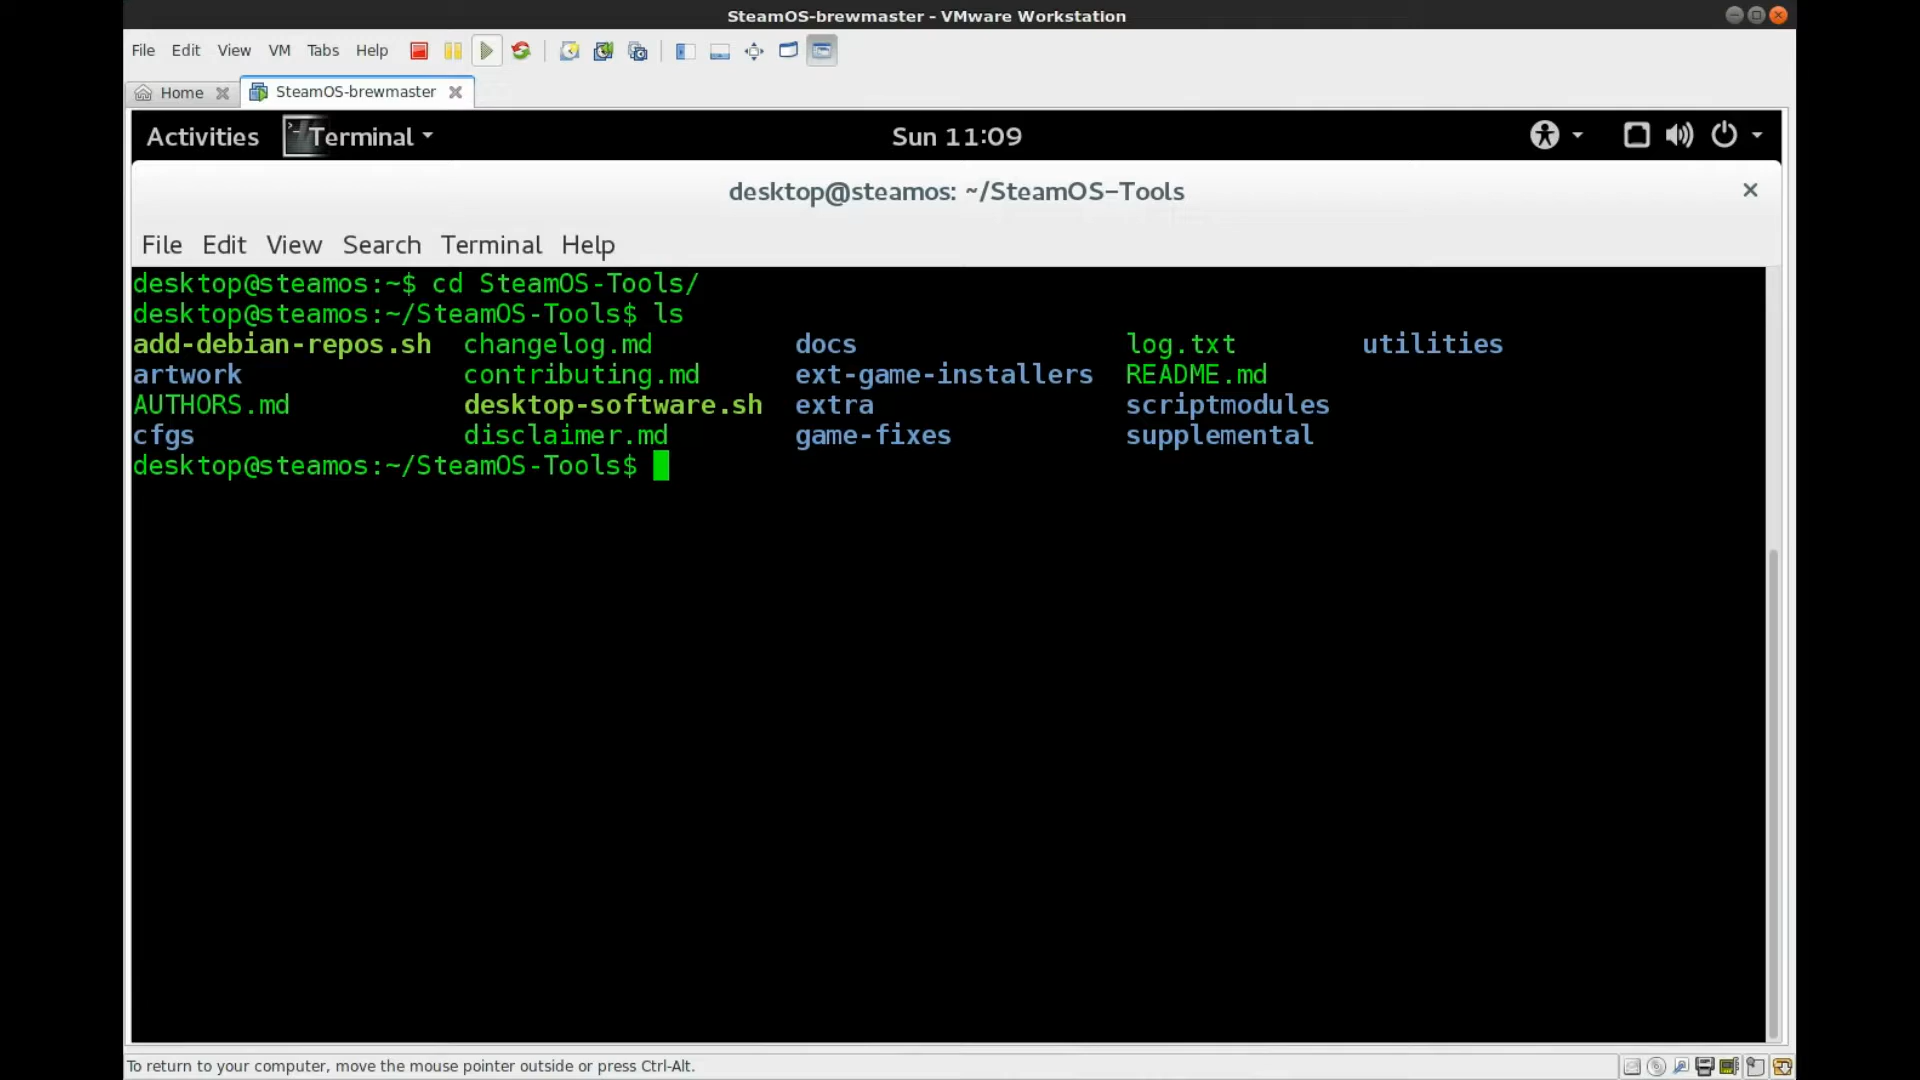 SteamOS-brewmaster - VMware Workstation
File Edit View VM Tabs Help
Home SteamOS-brewmaster
Activities Terminal Sun 11:09
desktop@steamos: ~/SteamOS-Tools
File Edit View Search Terminal Help
desktop@steamos:~$ cd SteamOS-Tools/
desktop@steamos:~/SteamOS-Tools$ ls
add-debian-repos.sh changelog.md docs log.txt utilities
artwork contributing.md ext-game-installers README.md
AUTHORS.md desktop-software.sh extra scriptmodules
cfgs disclaimer.md game-fixes supplemental
desktop@steamos:~/SteamOS-Tools$
To return to your computer, move the mouse pointer outside or press Ctrl-Alt.